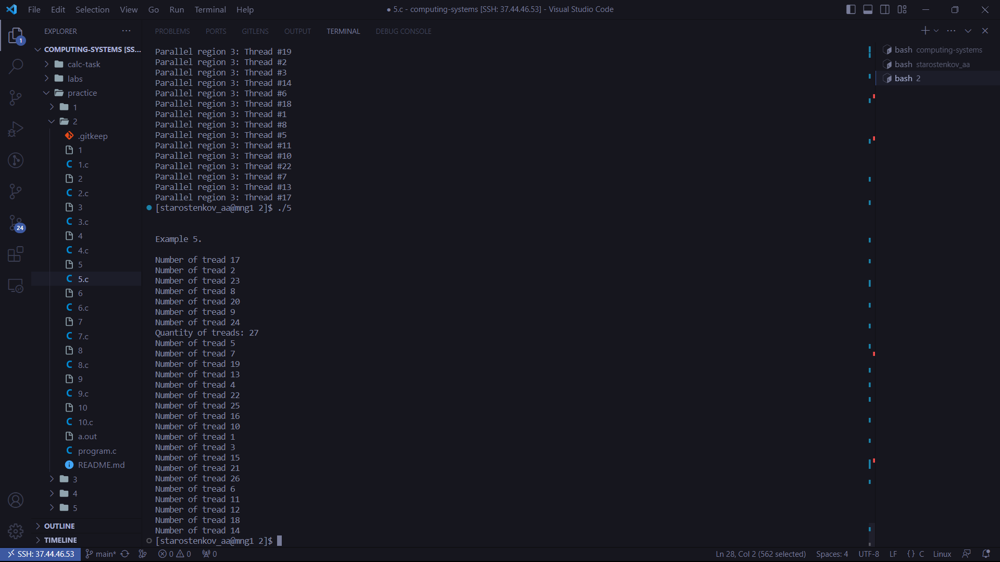 File Edit Selection View Go Run Terminal Help
● 5.c - computing-systems [SSH: 37.44.46.53] - Visual Studio Code
EXPLORER
PROBLEMS PORTS GITLENS OUTPUT TERMINAL DEBUG CONSOLE
1
24
COMPUTING-SYSTEMS [SS...
calc-task
labs
practice
1
2
.gitkeep
1
1.c
2
2.c
3
3.c
4
4.c
5
5.c
6
6.c
7
7.c
8
8.c
9
9.c
10
10.c
a.out
program.c
README.md
3
4
5
OUTLINE
TIMELINE
Parallel region 3: Thread #19
Parallel region 3: Thread #2
Parallel region 3: Thread #3
Parallel region 3: Thread #14
Parallel region 3: Thread #6
Parallel region 3: Thread #18
Parallel region 3: Thread #1
Parallel region 3: Thread #8
Parallel region 3: Thread #5
Parallel region 3: Thread #11
Parallel region 3: Thread #10
Parallel region 3: Thread #22
Parallel region 3: Thread #7
Parallel region 3: Thread #13
Parallel region 3: Thread #17
[starostenkov_aa@mng1 2]$ ./5
Example 5.
Number of tread 17
Number of tread 2
Number of tread 23
Number of tread 8
Number of tread 20
Number of tread 9
Number of tread 24
Quantity of treads: 27
Number of tread 5
Number of tread 7
Number of tread 19
Number of tread 13
Number of tread 4
Number of tread 22
Number of tread 25
Number of tread 16
Number of tread 10
Number of tread 1
Number of tread 3
Number of tread 15
Number of tread 21
Number of tread 26
Number of tread 6
Number of tread 11
Number of tread 12
Number of tread 18
Number of tread 14
[starostenkov_aa@mng1 2]$
bash computing-systems
bash starostenkov_aa
bash 2
SSH: 37.44.46.53 main* 0 0 0 Ln 28, Col 2 (562 selected) Spaces: 4 UTF-8 LF {} C Linux